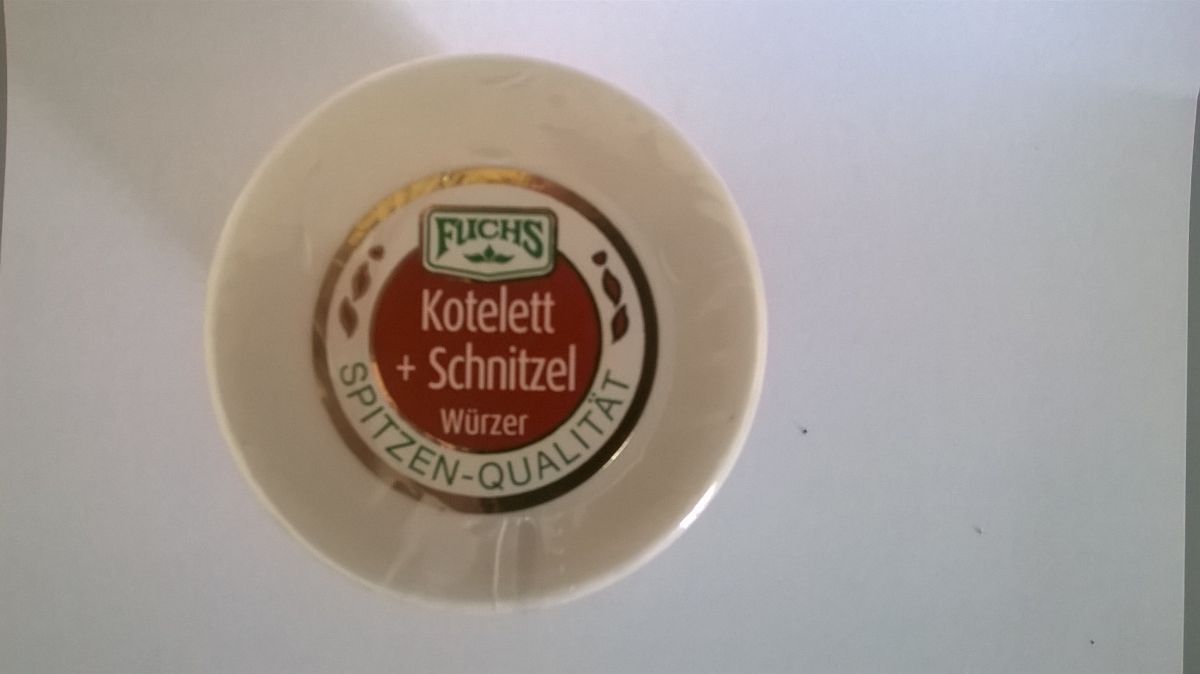 FUCHS
Kotelett
+ Schnitzel
Würzer
SPITZEN-QUALITÄT